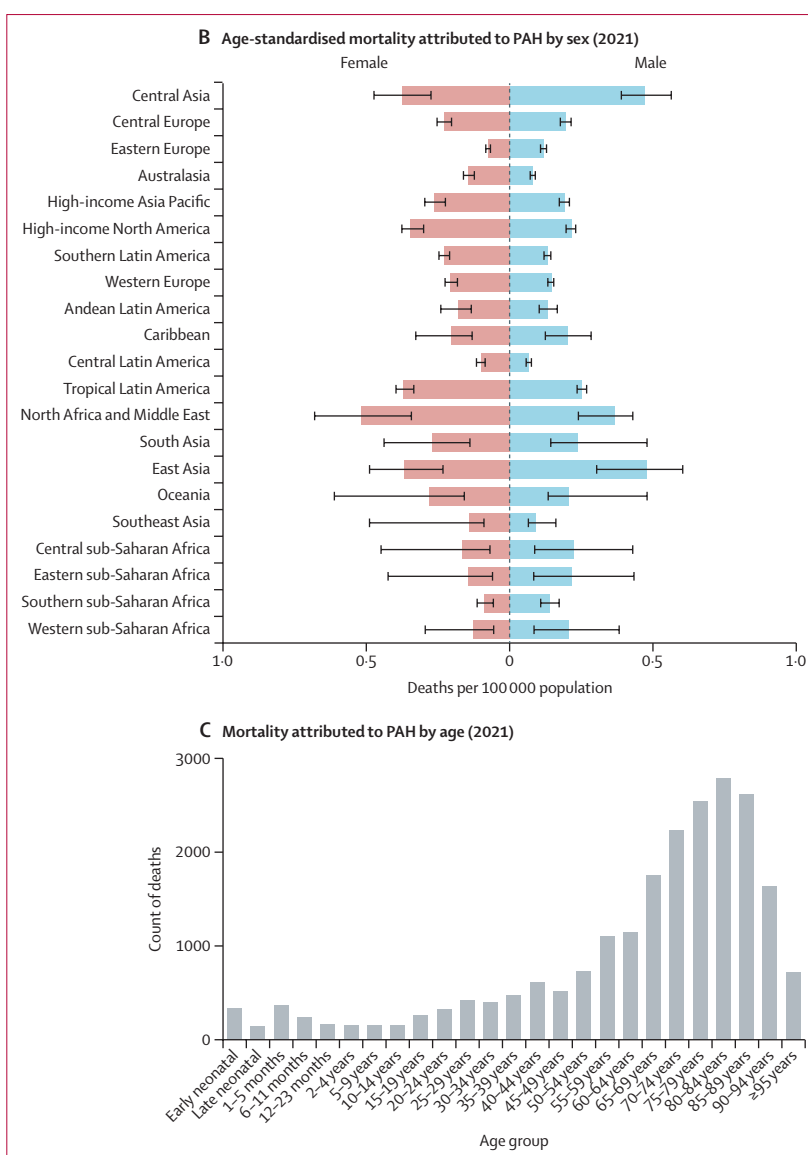 B Age-standardised mortality attributed to PAH by sex (2021)
Female Male
Central Asia
Central Europe
Eastern Europe
Australasia
High-income Asia Pacific
High-income North America
Southern Latin America
Western Europe
Andean Latin America
Caribbean
Central Latin America
Tropical Latin America
North Africa and Middle East
South Asia
East Asia
Oceania
Southeast Asia
Central sub-Saharan Africa
Eastern sub-Saharan Africa
Southern sub-Saharan Africa
Western sub-Saharan Africa
1·0 0·5 0 0·5 1·0
Deaths per 100 000 population
C Mortality attributed to PAH by age (2021)
3000
2000
1000
0
Count of deaths
Early neonatal
Late neonatal
1–5 months
6–11 months
12–23 months
2–4 years
5–9 years
10–14 years
15–19 years
20–24 years
25–29 years
30–34 years
35–39 years
40–44 years
45–49 years
50–54 years
55–59 years
60–64 years
65–69 years
70–74 years
75–79 years
80–84 years
85–89 years
90–94 years
≥95 years
Age group